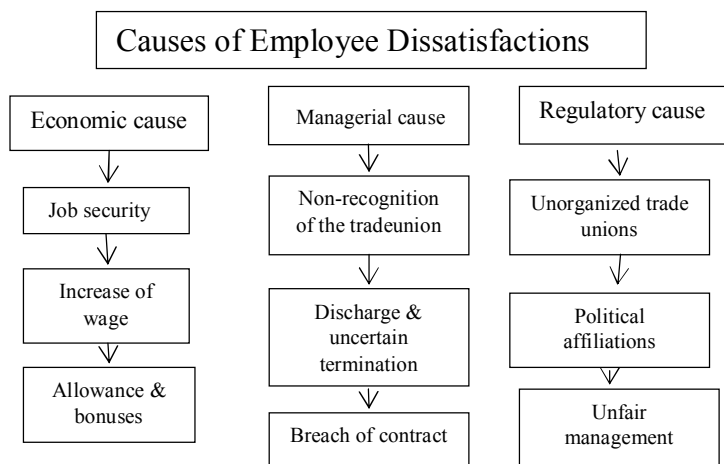 Causes of Employee Dissatisfactions
Economic cause
Job security
Increase of
wage
Allowance &
bonuses
Managerial cause
Non-recognition
of the tradeunion
Discharge &
uncertain
termination
Breach of contract
Regulatory cause
Unorganized trade
unions
Political
affiliations
Unfair
management